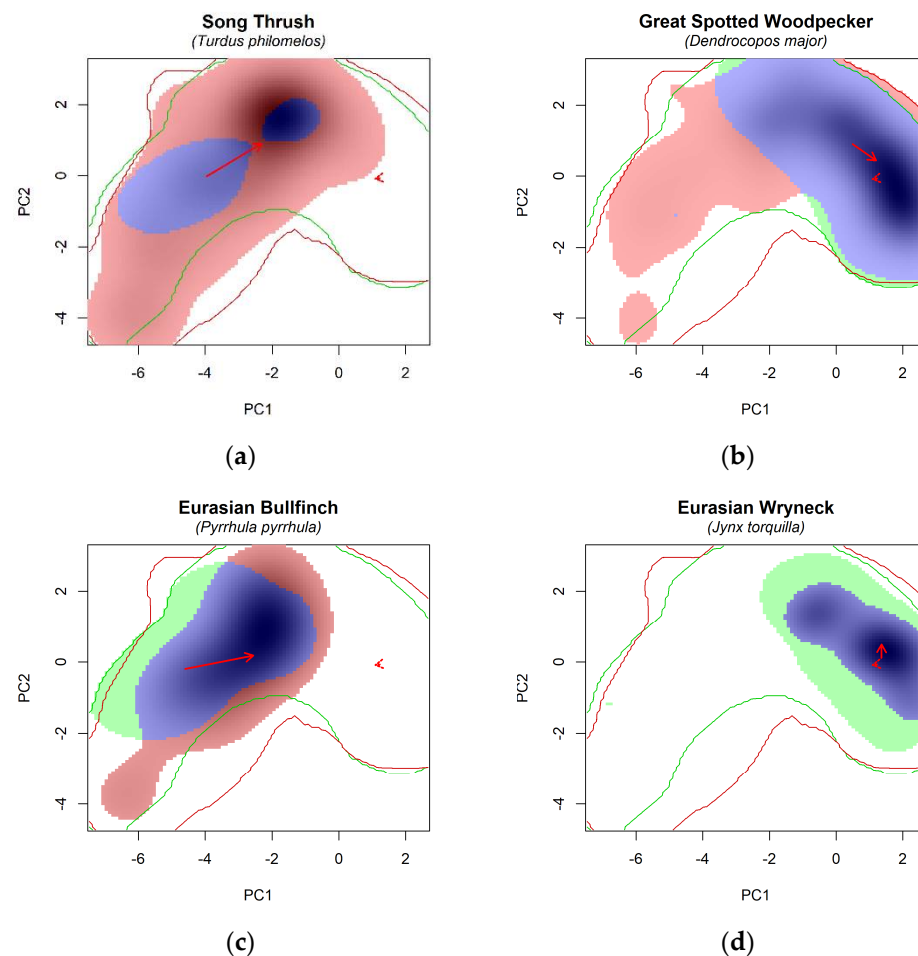 Song Thrush
(Turdus philomelos)
PC2
2
0
-2
-4
-6
-4
-2
0
2
PC1
(a)
Great Spotted Woodpecker
(Dendrocopos major)
PC2
2
0
-2
-4
-6
-4
-2
0
2
PC1
(b)
Eurasian Bullfinch
(Pyrrhula pyrrhula)
PC2
2
0
-2
-4
-6
-4
-2
0
2
PC1
(c)
Eurasian Wryneck
(Jynx torquilla)
PC2
2
0
-2
-4
-6
-4
-2
0
2
PC1
(d)